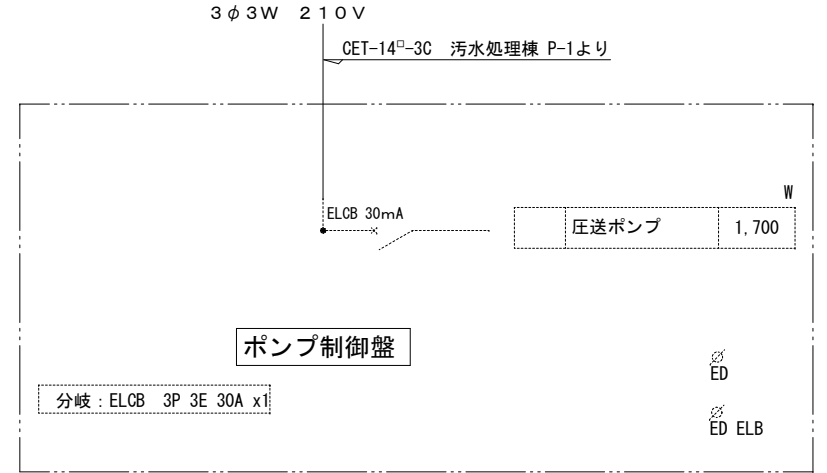 ３φ３Ｗ　２１０Ｖ
CET-14□-3C　汚水処理棟 P-1より
W
ELCB 30mA
圧送ポンプ　1,700
ポンプ制御盤
ED
分岐：ELCB　3P 3E 30A x1
ED ELB